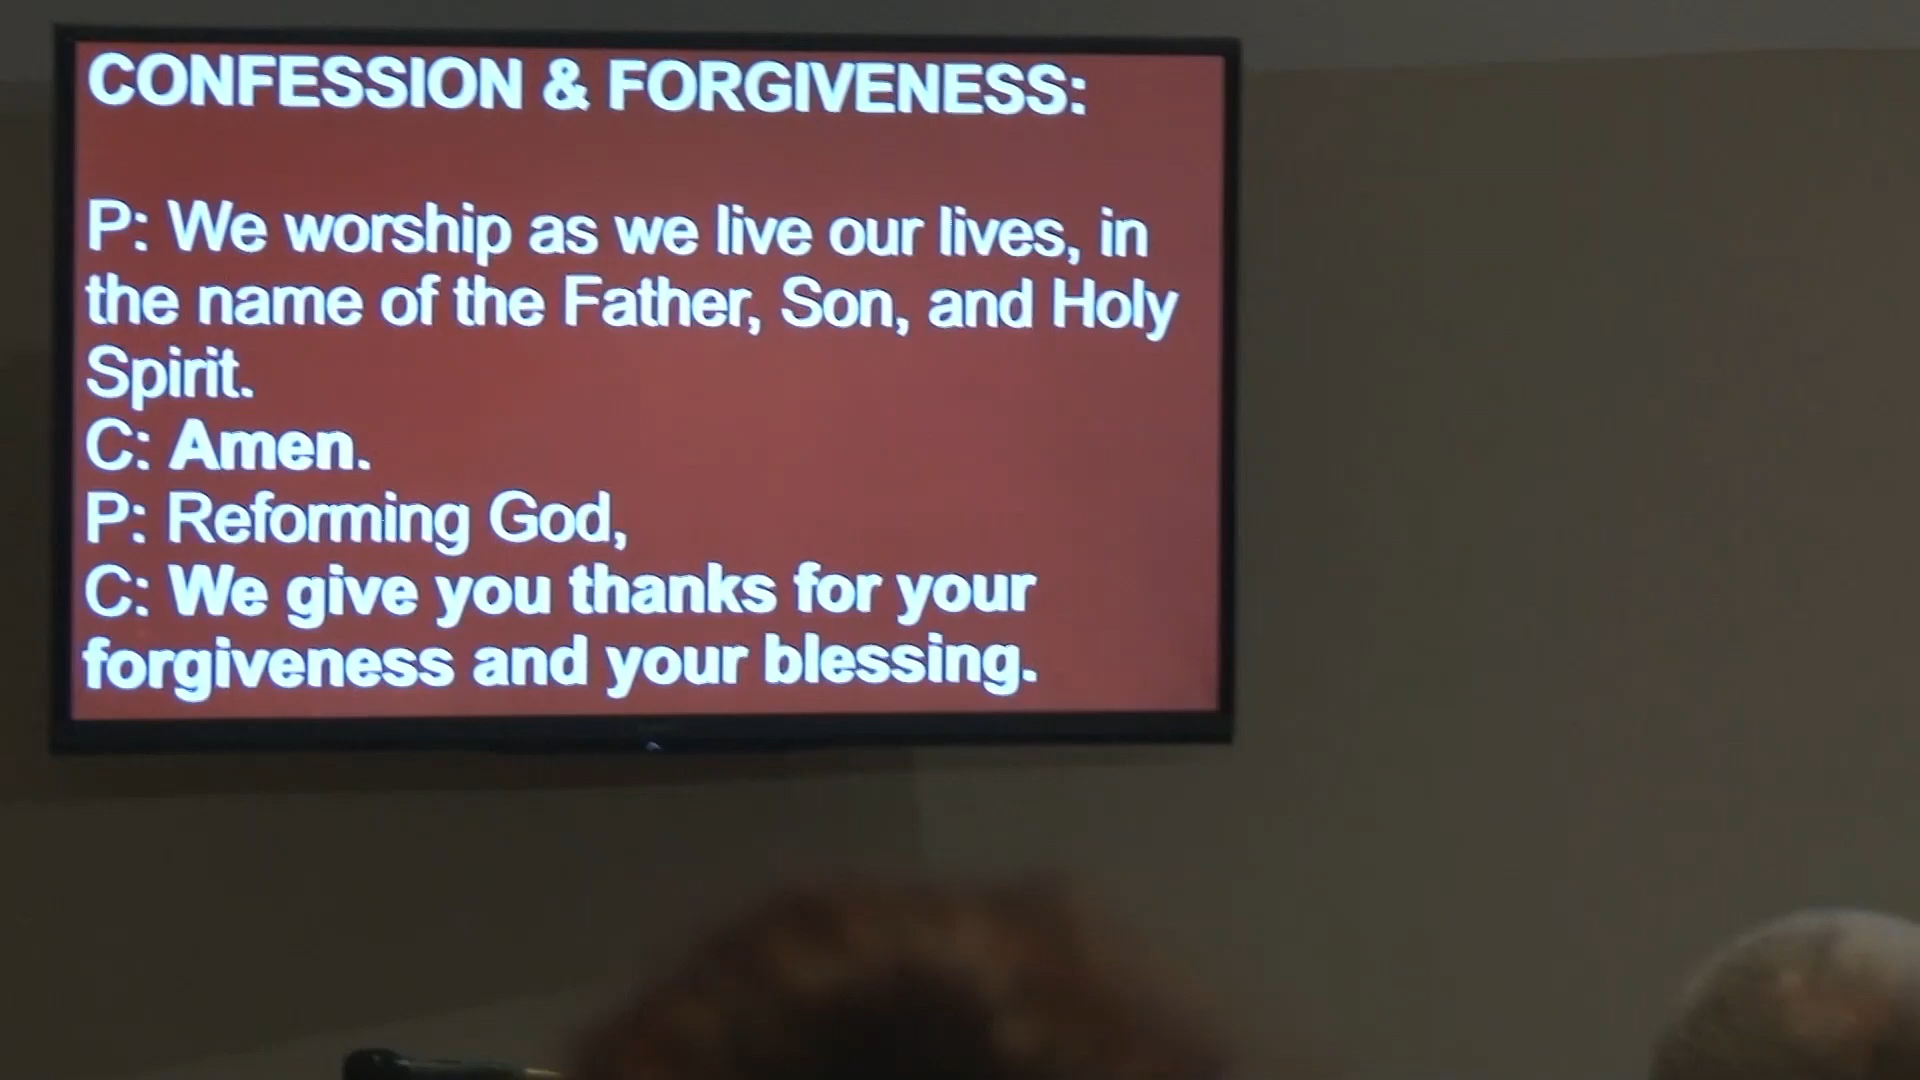 CONFESSION & FORGIVENESS:
P: We worship as we live our lives, in
the name of the Father, Son, and Holy
Spirit.
C: Amen.
P: Reforming God,
C: We give you thanks for your
forgiveness and your blessing.